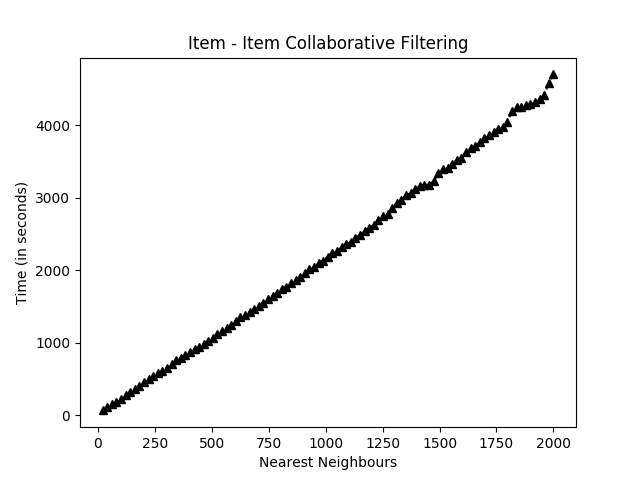 Item - Item Collaborative Filtering
Time (in seconds)
4000
3000
2000
1000
0
0 250 500 750 1000 1250 1500 1750 2000
Nearest Neighbours